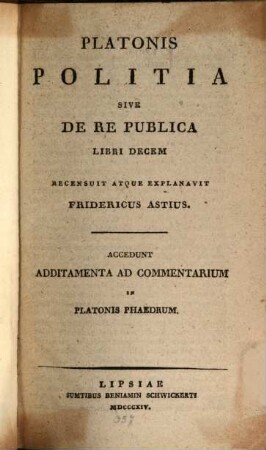 PLATONIS
POLITIA
SIVE
DE RE PUBLICA
LIBRI DECEM
RECENSUIT ATQUE EXPLANAVIT
FRIDERICUS ASTIUS.
ACCEDUNT
ADDITAMENTA AD COMMENTARIUM
IN
PLATONIS PHAEDRUM.
LIPSIAE
SUMTIBUS BENIAMIN SCHWICKERTI
MDCCCXIV.